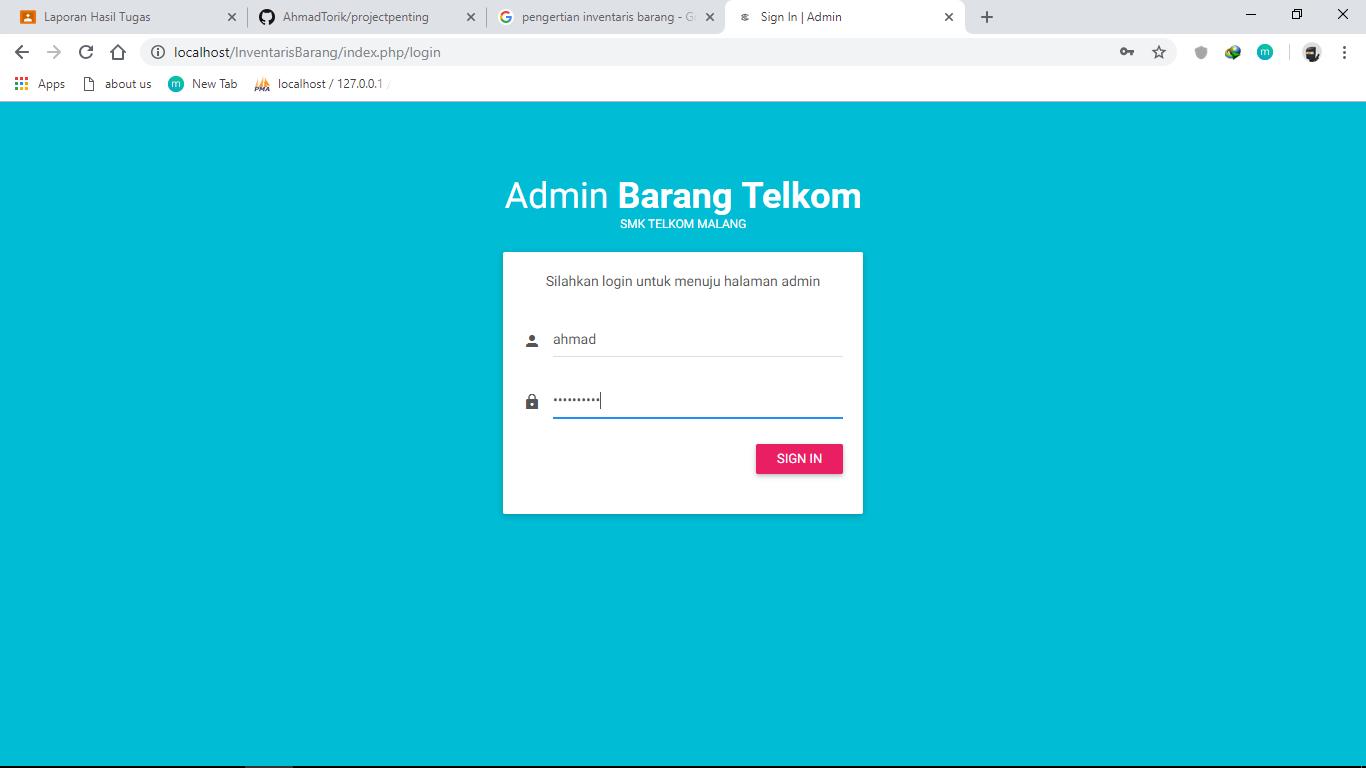 Laporan Hasil Tugas
AhmadTorik/projectpenting
pengertian inventaris barang - G
Sign In | Admin
localhost/InventarisBarang/index.php/login
m
Apps
about us
m
New Tab
PMA
localhost / 127.0.0.1 /
Admin Barang Telkom
SMK TELKOM MALANG
Silahkan login untuk menuju halaman admin
ahmad
••••••••••
SIGN IN